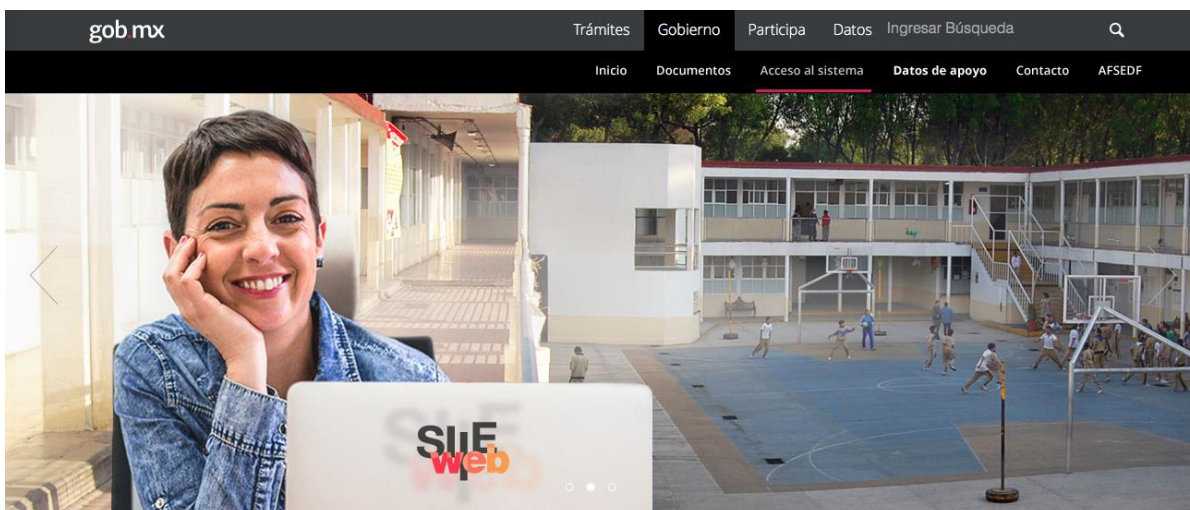 gob.mx Trámites Gobierno Participa Datos Ingresar Búsqueda
Inicio Documentos Acceso al sistema Datos de apoyo Contacto AFSEDF
SIIE
web